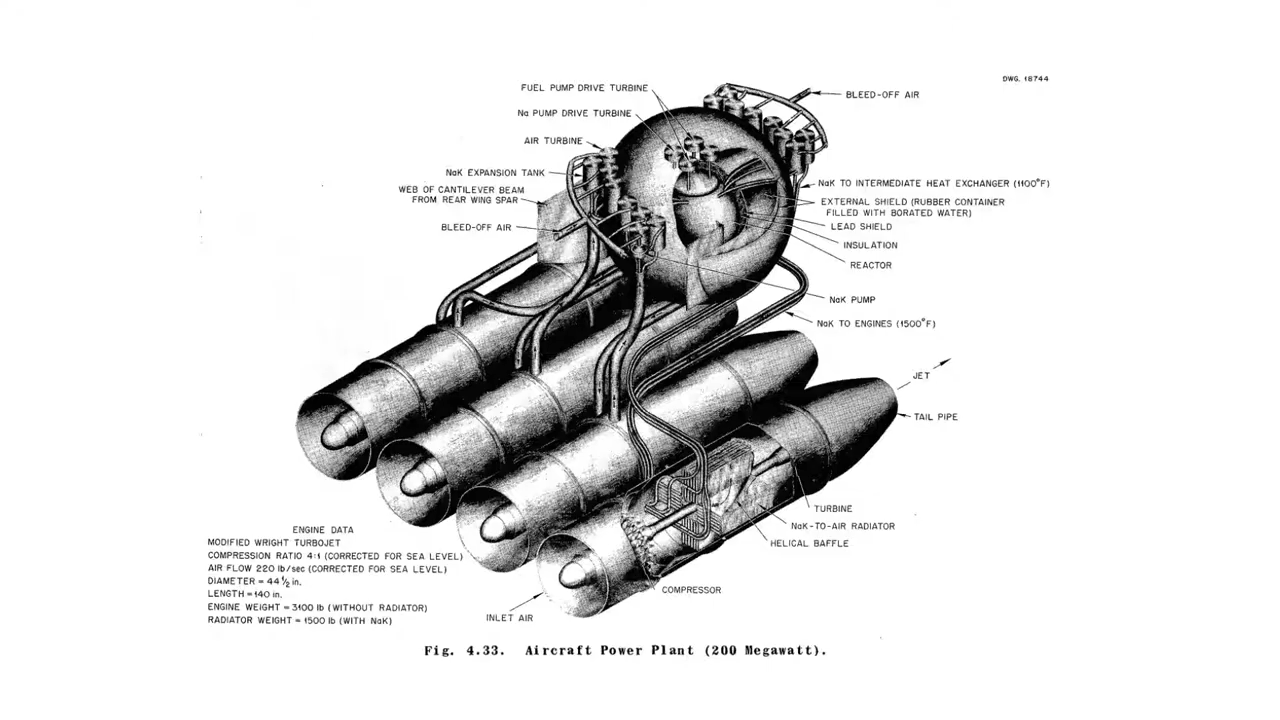 DWG. 18744
FUEL PUMP DRIVE TURBINE
BLEED-OFF AIR
Na PUMP DRIVE TURBINE
AIR TURBINE
NaK EXPANSION TANK
NaK TO INTERMEDIATE HEAT EXCHANGER (1100°F)
WEB OF CANTILEVER BEAM
FROM REAR WING SPAR
EXTERNAL SHIELD (RUBBER CONTAINER
FILLED WITH BORATED WATER)
BLEED-OFF AIR
LEAD SHIELD
INSULATION
REACTOR
NaK PUMP
NaK TO ENGINES (1500°F)
JET
TAIL PIPE
TURBINE
NaK-TO-AIR RADIATOR
HELICAL BAFFLE
COMPRESSOR
INLET AIR
ENGINE DATA
MODIFIED WRIGHT TURBOJET
COMPRESSION RATIO 4:1 (CORRECTED FOR SEA LEVEL)
AIR FLOW 220 lb/sec (CORRECTED FOR SEA LEVEL)
DIAMETER = 44 1/2 in.
LENGTH = 140 in.
ENGINE WEIGHT = 3100 lb (WITHOUT RADIATOR)
RADIATOR WEIGHT = 1500 lb (WITH NaK)
Fig. 4.33. Aircraft Power Plant (200 Megawatt).